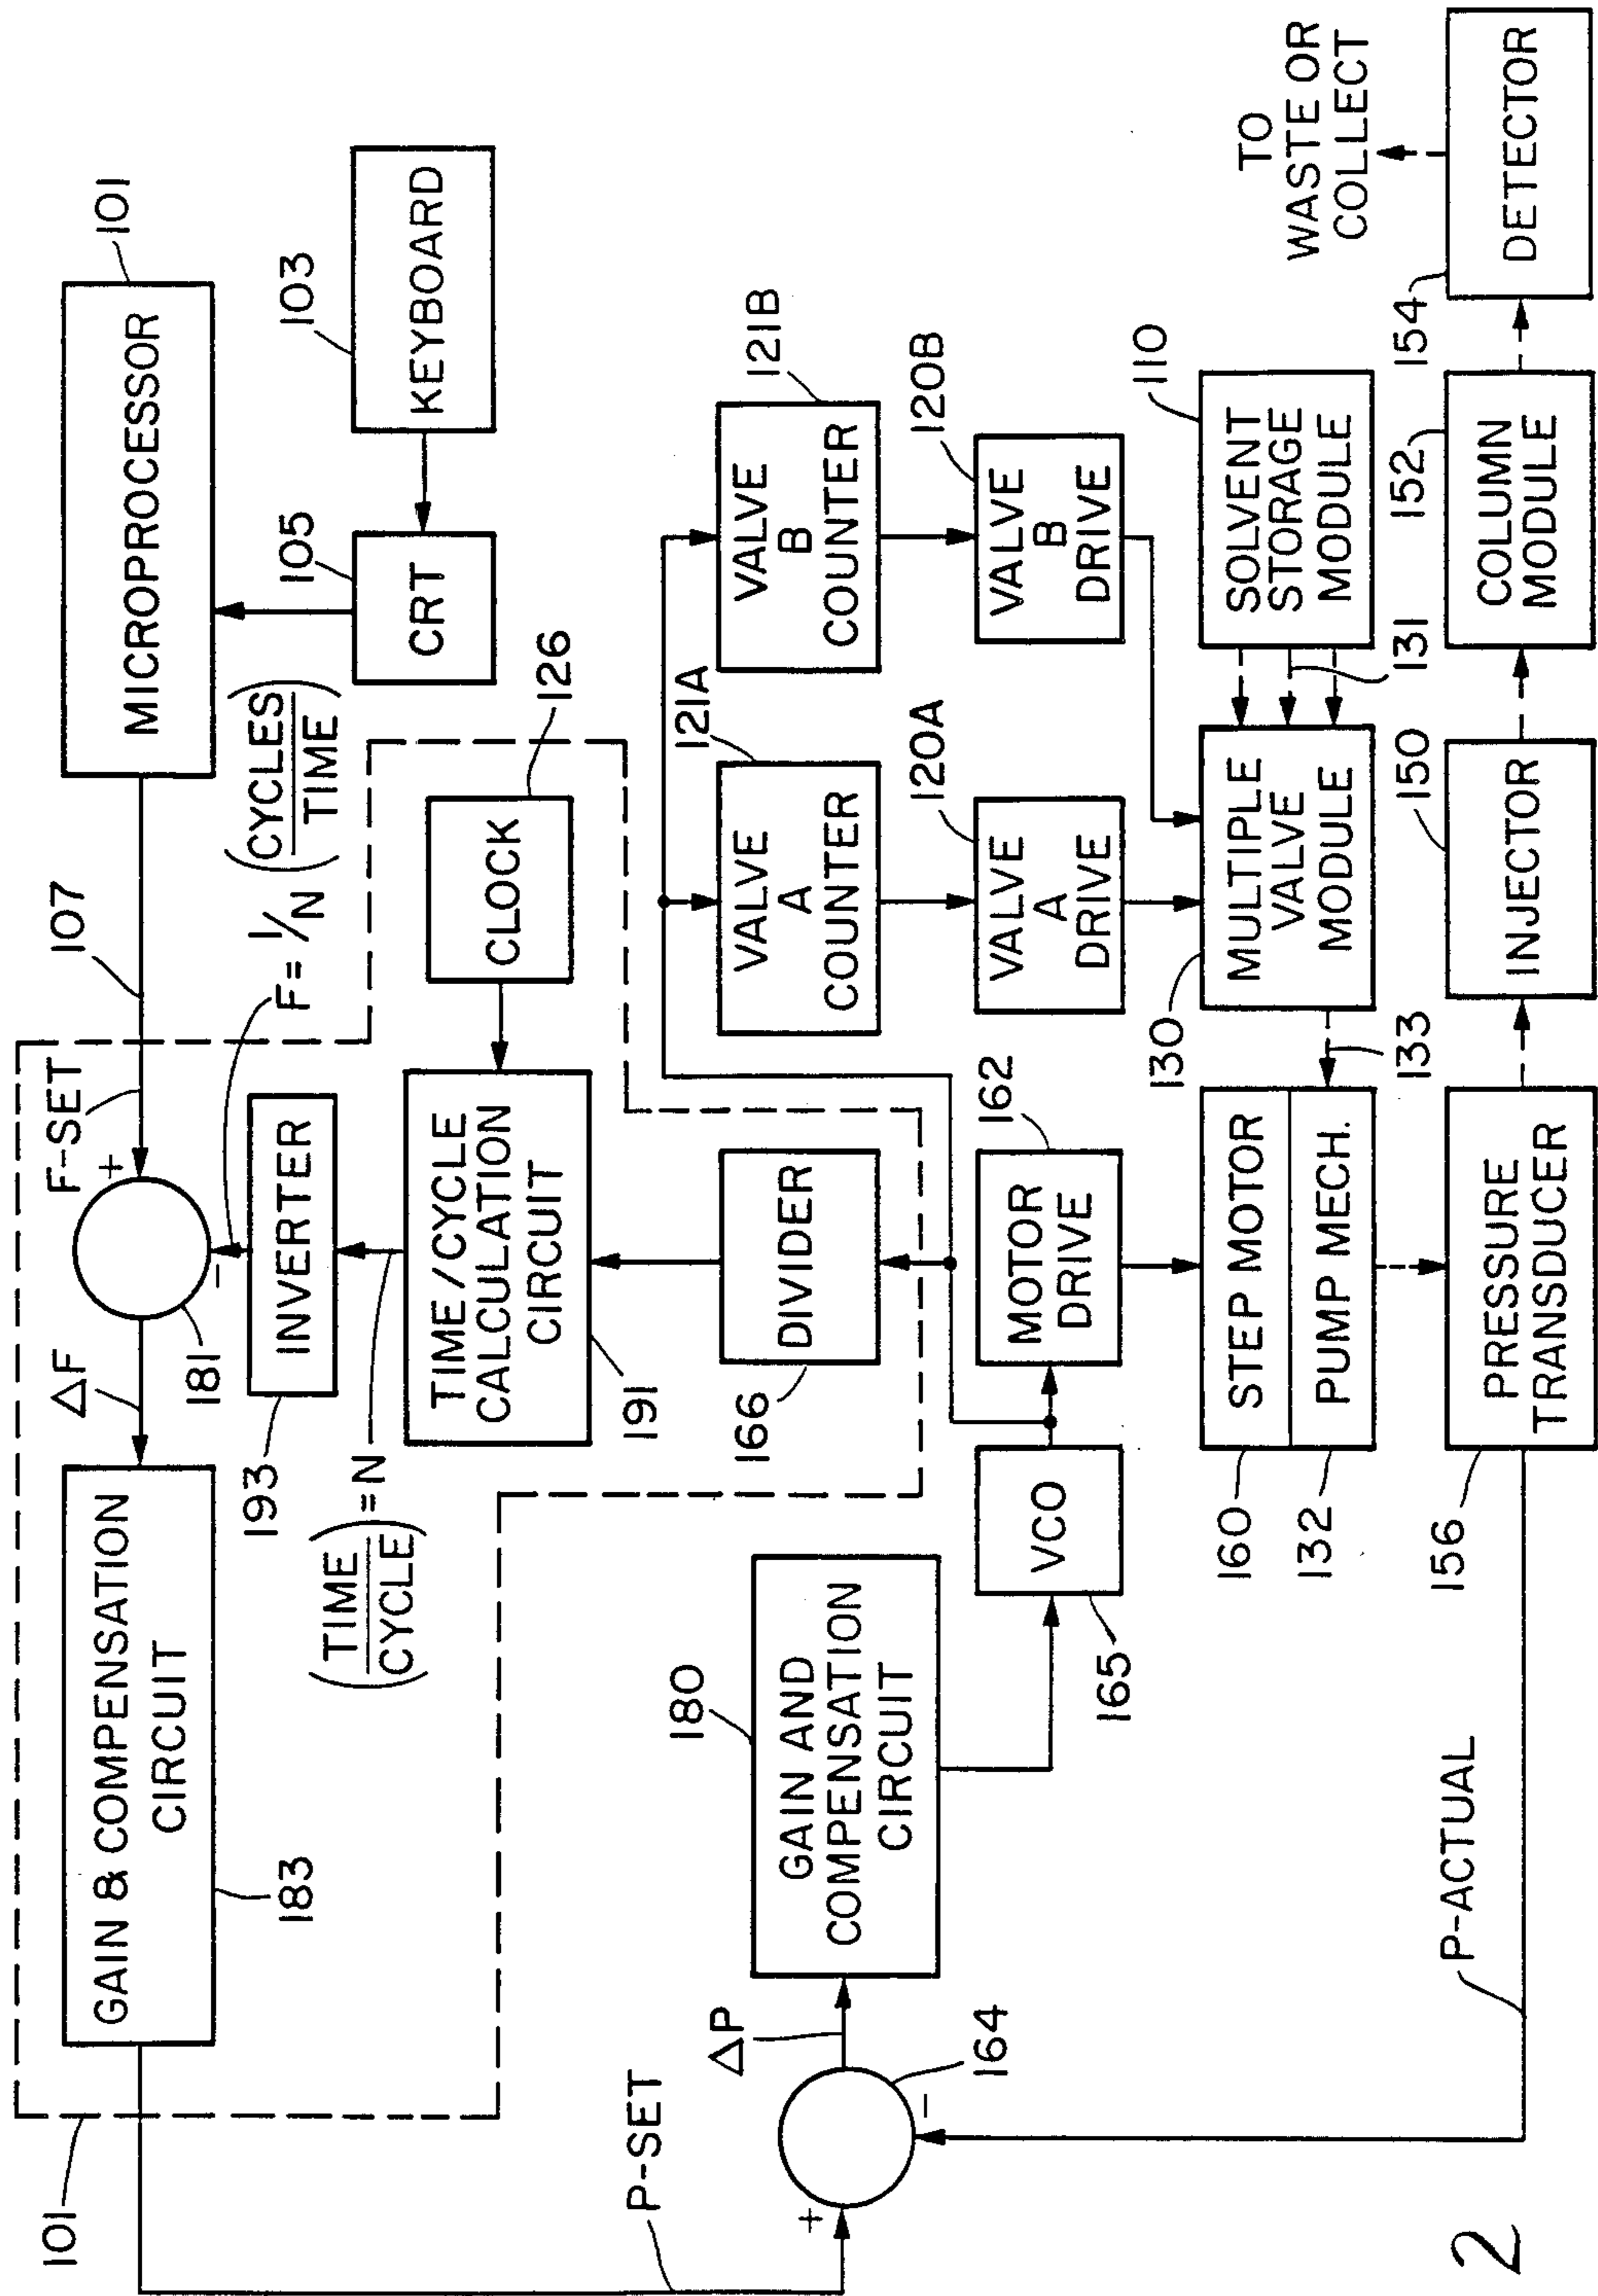 101
GAIN & COMPENSATION
CIRCUIT
183
ΔF
181
F-SET
+
-
107
MICROPROCESSOR
101
INVERTER
193
F = 1/N
(CYCLES
TIME)
(TIME
CYCLE) = N
TIME/CYCLE
CALCULATION
CIRCUIT
191
CLOCK
126
CRT
105
KEYBOARD
103
DIVIDER
166
VALVE
A
COUNTER
121A
VALVE
B
COUNTER
121B
P-SET
+
-
164
ΔP
GAIN AND
COMPENSATION
CIRCUIT
180
VCO
165
MOTOR
DRIVE
162
VALVE
A
DRIVE
120A
VALVE
B
DRIVE
120B
STEP MOTOR
160
PUMP MECH.
132
133
MULTIPLE
VALVE
MODULE
130
131
SOLVENT
STORAGE
MODULE
110
P-ACTUAL
PRESSURE
TRANSDUCER
156
INJECTOR
150
COLUMN
MODULE
152
DETECTOR
154
TO
WASTE OR
COLLECT
2